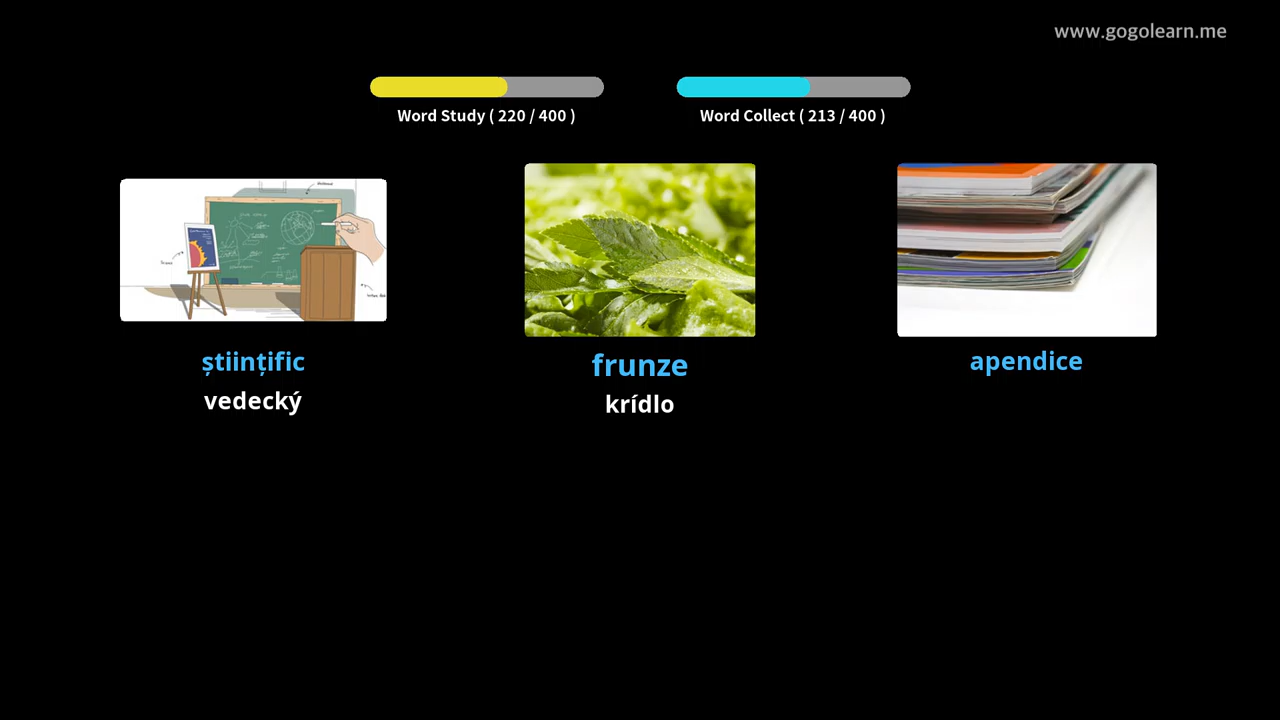 www.gogolearn.me
Word Study ( 220 / 400 )
Word Collect ( 213 / 400 )
științific
frunze
apendice
vedecký
krídlo